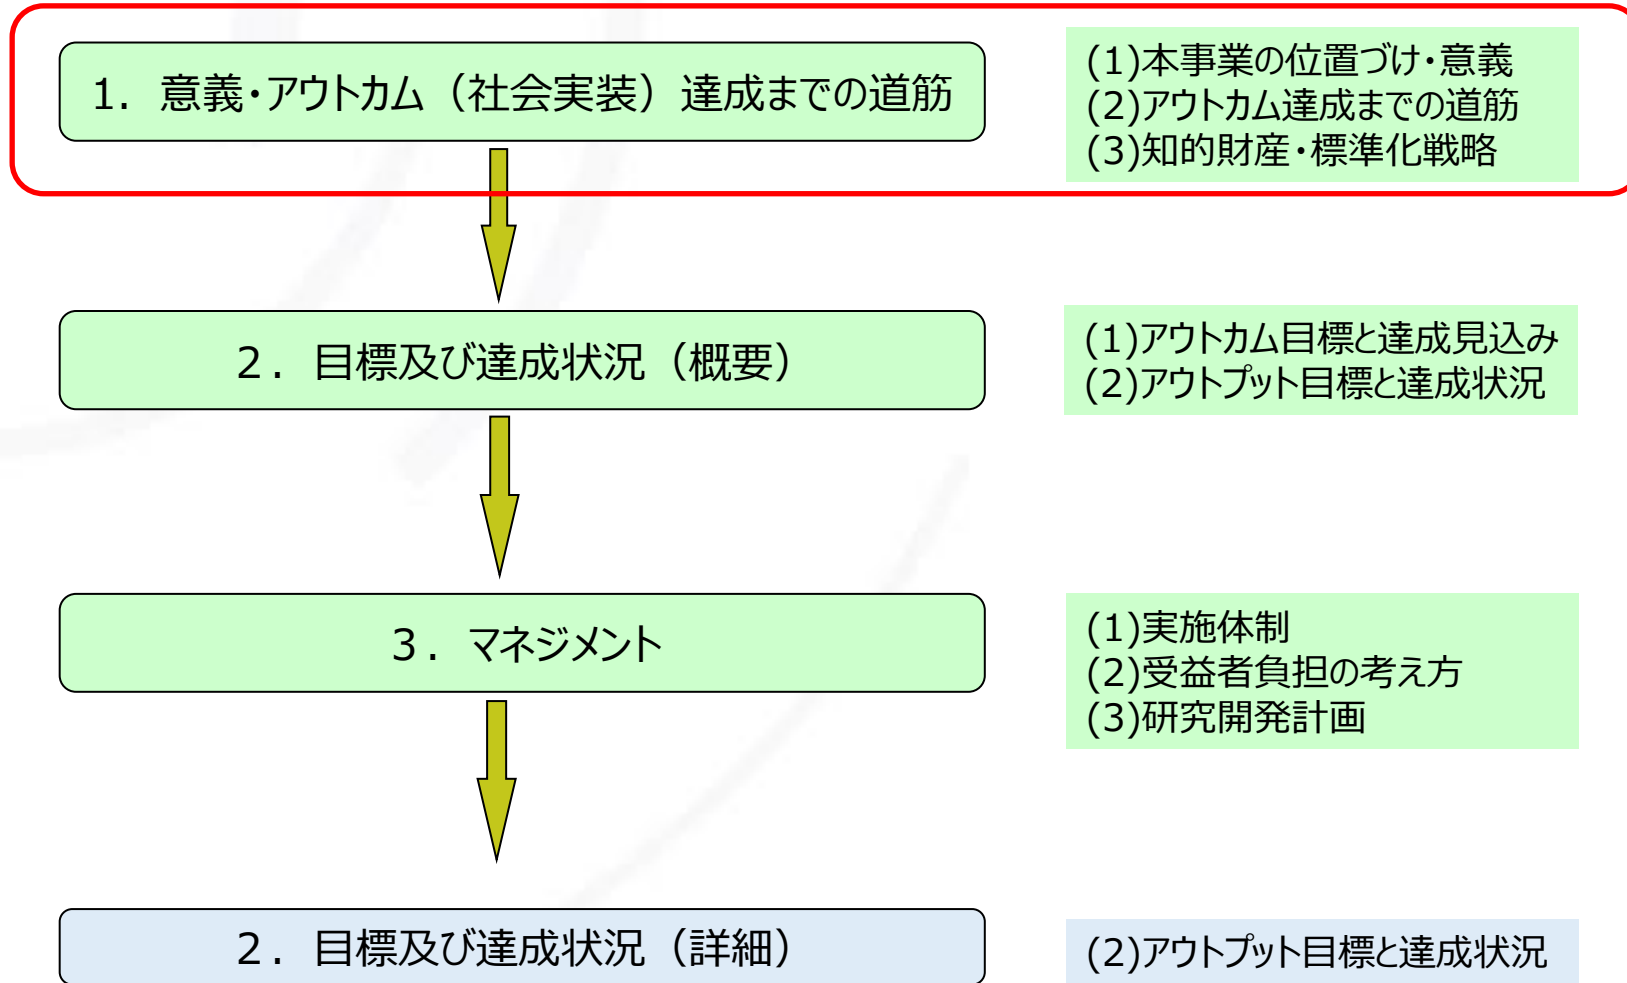 1. 意義・アウトカム（社会実装）達成までの道筋
(1)本事業の位置づけ・意義
(2)アウトカム達成までの道筋
(3)知的財産・標準化戦略
2. 目標及び達成状況（概要）
(1)アウトカム目標と達成見込み
(2)アウトプット目標と達成状況
3. マネジメント
(1)実施体制
(2)受益者負担の考え方
(3)研究開発計画
2. 目標及び達成状況（詳細）
(2)アウトプット目標と達成状況